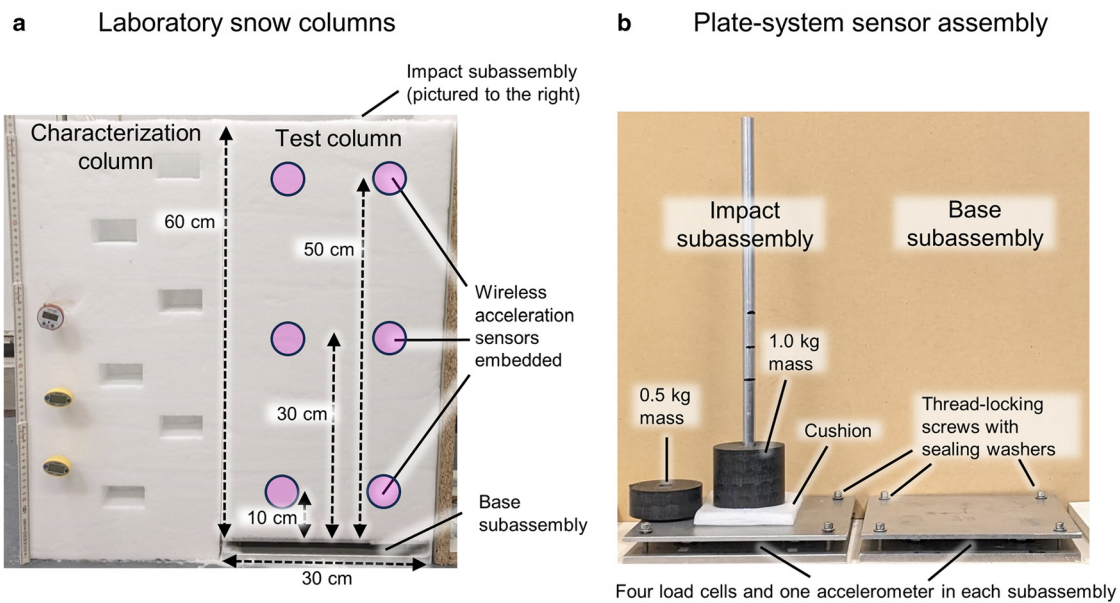 a
Laboratory snow columns
Impact subassembly
(pictured to the right)
Characterization
column
Test column
60 cm
50 cm
30 cm
10 cm
30 cm
Wireless
acceleration
sensors
embedded
Base
subassembly
b
Plate-system sensor assembly
Impact
subassembly
Base
subassembly
1.0 kg
mass
0.5 kg
mass
Cushion
Thread-locking
screws with
sealing washers
Four load cells and one accelerometer in each subassembly